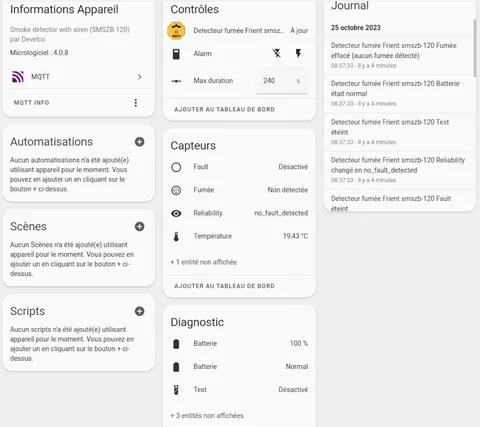 Informations Appareil
Smoke detector with siren (SMSZB-120)
par Develco
Micrologiciel : 4.0.8
MQTT
MQTT INFO
Automatisations
Aucun automatisations n'a été ajouté(e)
utilisant appareil pour le moment. Vous
pouvez en ajouter un en cliquant sur le
bouton + ci-dessus.
Scènes
Aucun Scènes n'a été ajouté(e) utilisant
appareil pour le moment. Vous pouvez en
ajouter un en cliquant sur le bouton + ci-
dessus.
Scripts
Aucun scripts n'a été ajouté(e) utilisant
appareil pour le moment. Vous pouvez en
ajouter un en cliquant sur le bouton + ci-
dessus.
Contrôles
Detecteur fumée Frient smsz... À jour
Alarm
Max duration 240 s
AJOUTER AU TABLEAU DE BORD
Capteurs
Fault Désactivé
Fumée Non détectée
Reliability no_fault_detected
Température 19,43 °C
+ 1 entité non affichée
AJOUTER AU TABLEAU DE BORD
Diagnostic
Batterie 100 %
Batterie Normal
Test Désactivé
+ 3 entités non affichées
Journal
25 octobre 2023
Detecteur fumée Frient smszb-120 Fumée
effacé (aucun fumée détecté)
08:37:33 - Il y a 4 minutes
Detecteur fumée Frient smszb-120 Batterie
était normal
08:37:33 - Il y a 4 minutes
Detecteur fumée Frient smszb-120 Test
éteint
08:37:33 - Il y a 4 minutes
Detecteur fumée Frient smszb-120 Reliability
changé en no_fault_detected
08:37:33 - Il y a 4 minutes
Detecteur fumée Frient smszb-120 Fault
éteint